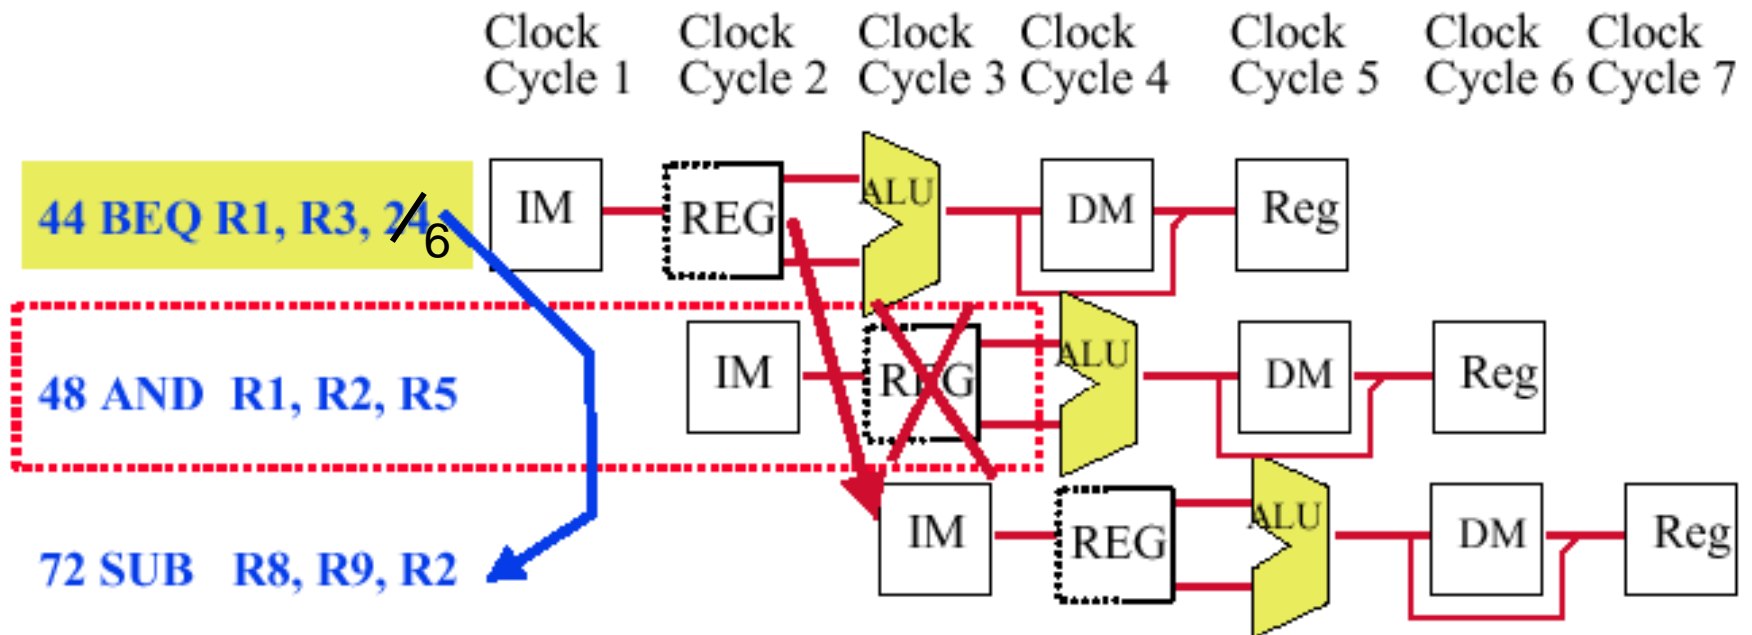 Clock Clock Clock Clock Clock Clock Clock
Cycle 1 Cycle 2 Cycle 3 Cycle 4 Cycle 5 Cycle 6 Cycle 7
44 BEQ R1, R3, 24 6 IM REG ALU DM Reg
48 AND R1, R2, R5 IM REG ALU DM Reg
72 SUB R8, R9, R2 IM REG ALU DM Reg